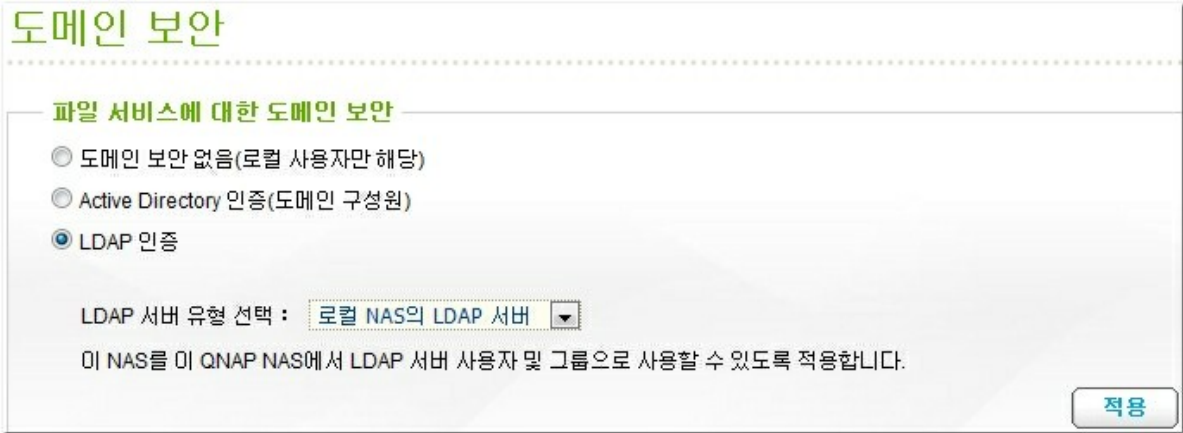 도메인 보안
파일 서비스에 대한 도메인 보안
도메인 보안 없음(로컬 사용자만 해당)
Active Directory 인증(도메인 구성원)
LDAP 인증
LDAP 서버 유형 선택 : 로컬 NAS의 LDAP 서버
이 NAS를 이 QNAP NAS에서 LDAP 서버 사용자 및 그룹으로 사용할 수 있도록 적용합니다.
적용